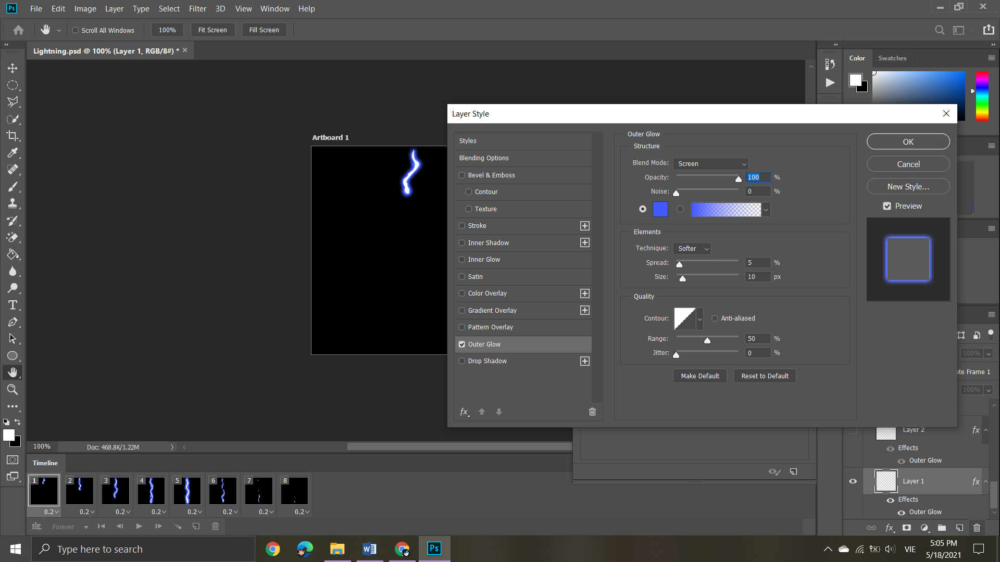 Ps File Edit Image Layer Type Select Filter 3D View Window Help
Scroll All Windows 100% Fit Screen Fill Screen
Lightning.psd @ 100% (Layer 1, RGB/8#) *
Color Swatches
Artboard 1
Layer Style
Styles
Blending Options
Bevel & Emboss
Contour
Texture
Stroke
Inner Shadow
Inner Glow
Satin
Color Overlay
Gradient Overlay
Pattern Overlay
Outer Glow
Drop Shadow
fx
Outer Glow
Structure
Blend Mode: Screen
Opacity: 100 %
Noise: 0 %
Elements
Technique: Softer
Spread: 5 %
Size: 10 px
Quality
Contour: Anti-aliased
Range: 50 %
Jitter: 0 %
Make Default Reset to Default
OK
Cancel
New Style...
Preview
100%
ate Frame 1
100%
Layer 2 fx
Effects
Outer Glow
Layer 1 fx
Effects
Outer Glow
fx
100% Doc: 468.8K/1.22M
Timeline
1 2 3 4 5 6 7 8
0.2 0.2 0.2 0.2 0.2 0.2 0.2 0.2
Forever
Type here to search
W Ps
VIE
5:05 PM
5/18/2021